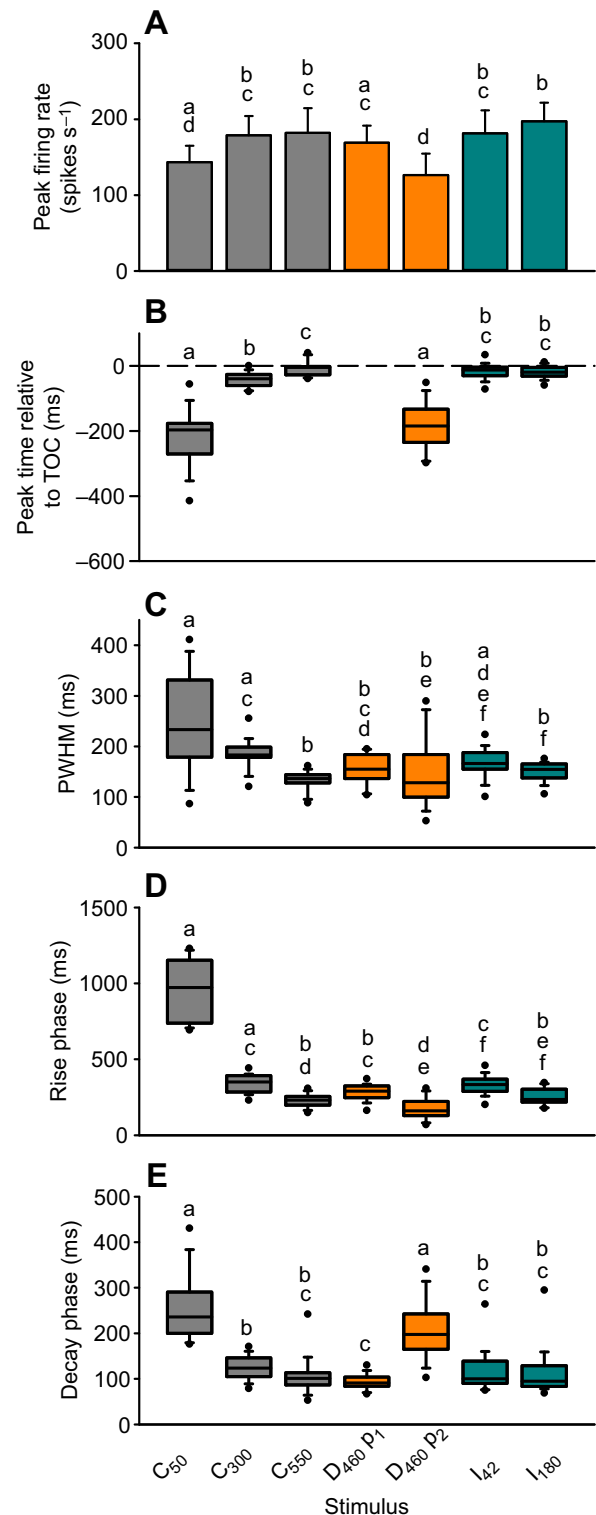 A
Peak firing rate
(spikes s–1)
300
200
100
0
a
d
b
c
b
c
a
c
d
b
c
b
B
Peak time relative
to TOC (ms)
0
–200
–400
–600
a
b
c
a
b
c
b
c
C
PWHM (ms)
400
300
200
100
0
a
a
c
b
b
c
d
b
e
a
d
e
f
b
f
D
Rise phase (ms)
1500
1000
500
0
a
a
c
b
d
b
c
d
e
c
f
b
e
f
E
Decay phase (ms)
500
400
300
200
100
0
a
b
b
c
c
a
b
c
b
c
C50
C300
C550
D460 p1
D460 p2
I42
I180
Stimulus